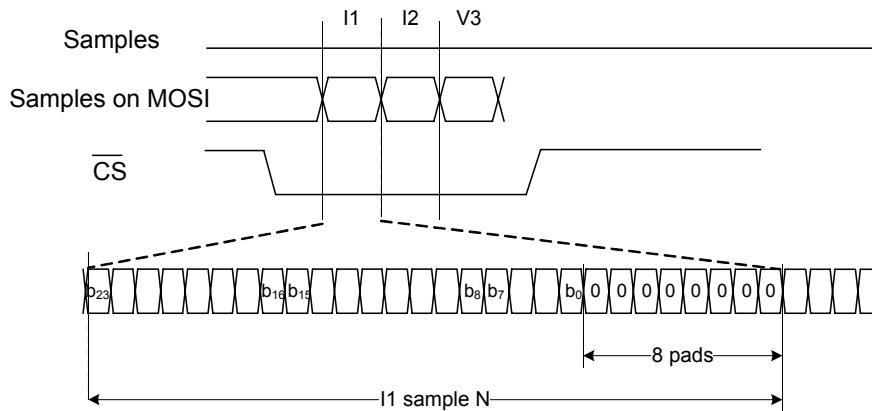 I1 I2 V3
Samples
Samples on MOSI
CS
b23 b16 b15 b8 b7 b0 0 0 0 0 0 0 0 0
8 pads
I1 sample N